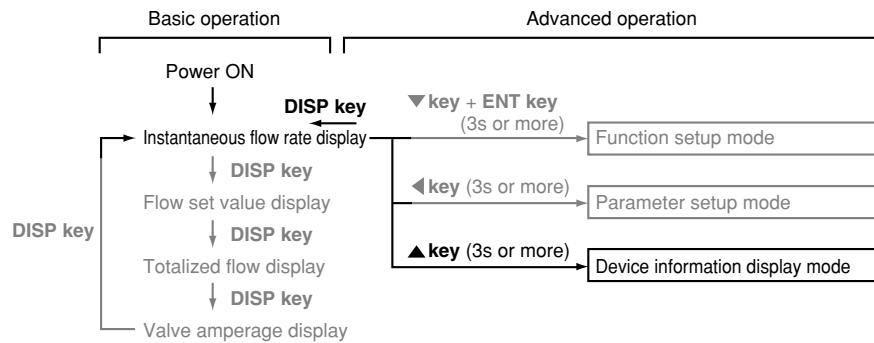 Basic operation
Advanced operation
Power ON
DISP key
▼key + ENT key
(3s or more)
Instantaneous flow rate display
Function setup mode
DISP key
◀key (3s or more)
Flow set value display
Parameter setup mode
DISP key
DISP key
▲key (3s or more)
Totalized flow display
Device information display mode
DISP key
Valve amperage display